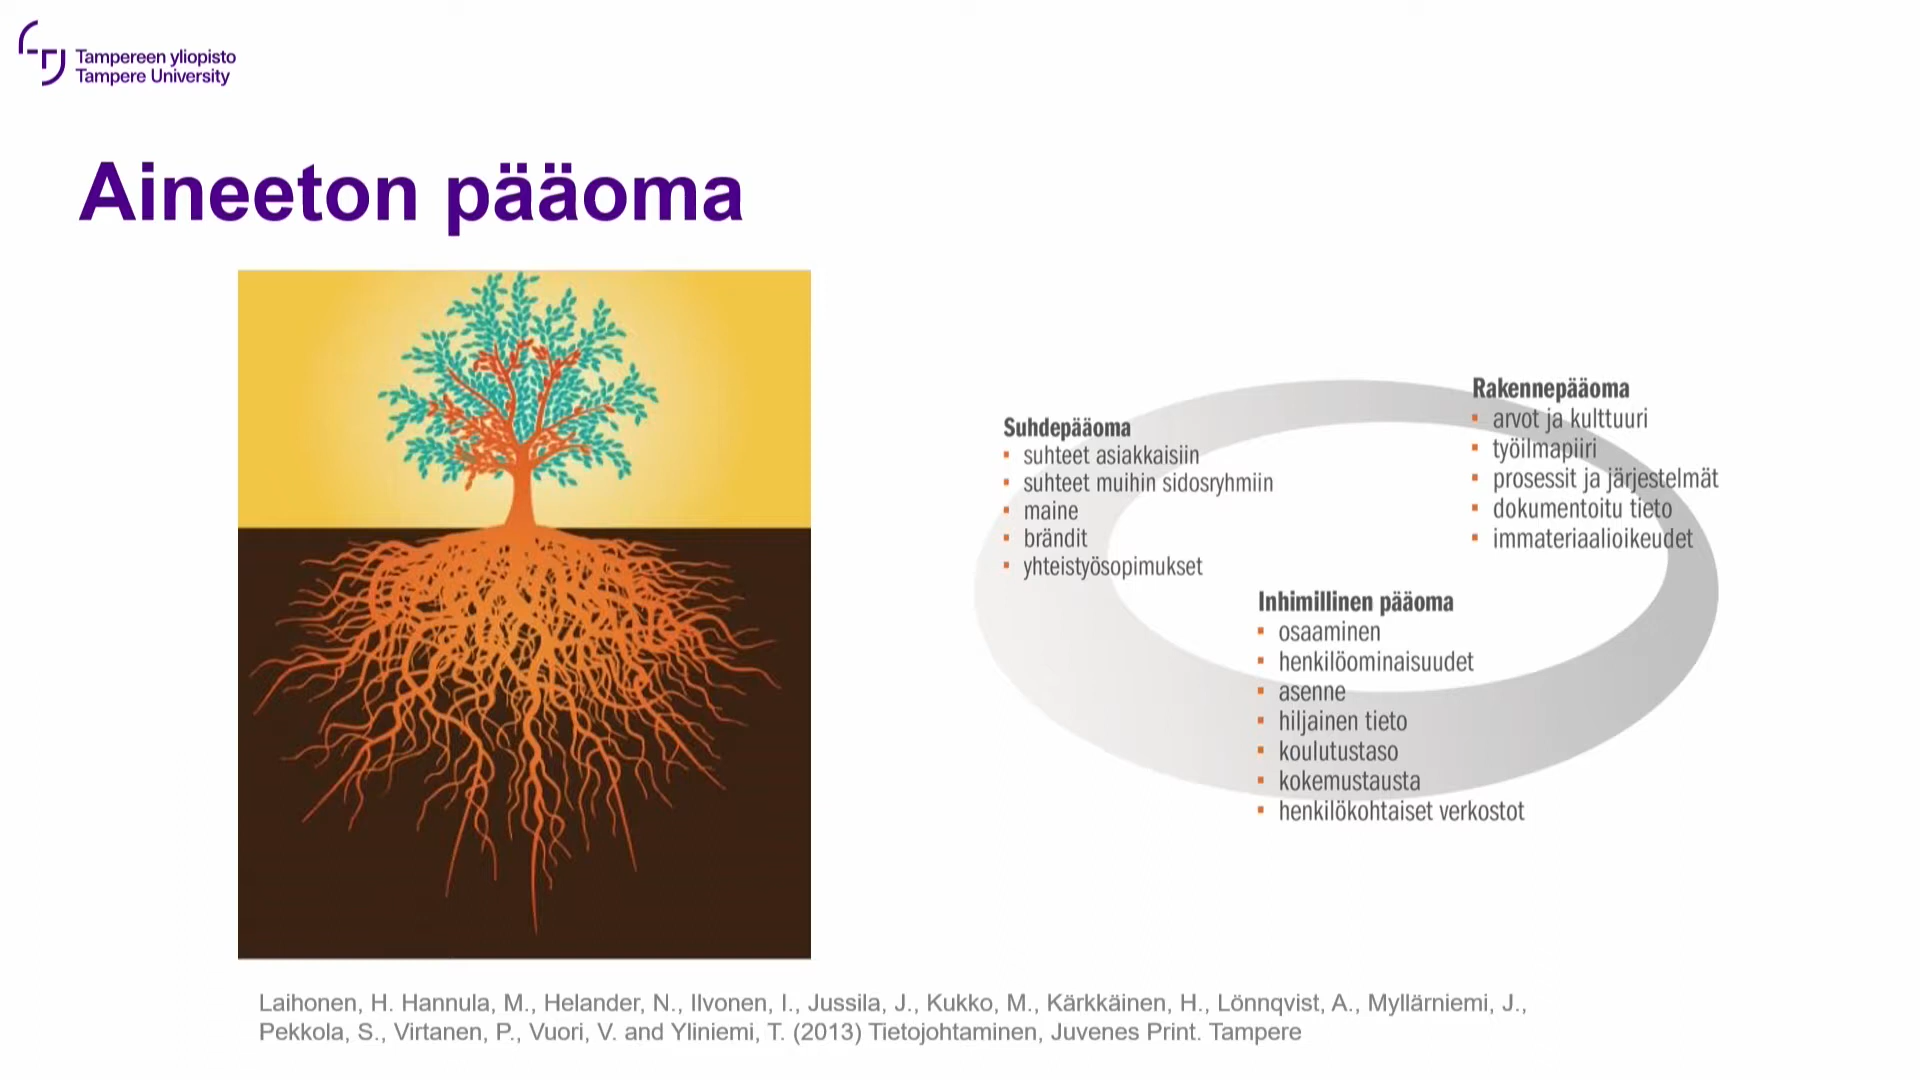 Tampereen yliopisto
Tampere University
Aineeton pääoma
Suhdepääoma
▪ suhteet asiakkaisiin
▪ suhteet muihin sidosryhmiin
▪ maine
▪ brändit
▪ yhteistyösopimukset
Rakennepääoma
▪ arvot ja kulttuuri
▪ työilmapiiri
▪ prosessit ja järjestelmät
▪ dokumentoitu tieto
▪ immateriaalioikeudet
Inhimillinen pääoma
▪ osaaminen
▪ henkilöominaisuudet
▪ asenne
▪ hiljainen tieto
▪ koulutustaso
▪ kokemustausta
▪ henkilökohtaiset verkostot
Laihonen, H. Hannula, M., Helander, N., Ilvonen, I., Jussila, J., Kukko, M., Kärkkäinen, H., Lönnqvist, A., Myllärniemi, J.,
Pekkola, S., Virtanen, P., Vuori, V. and Yliniemi, T. (2013) Tietojohtaminen, Juvenes Print. Tampere